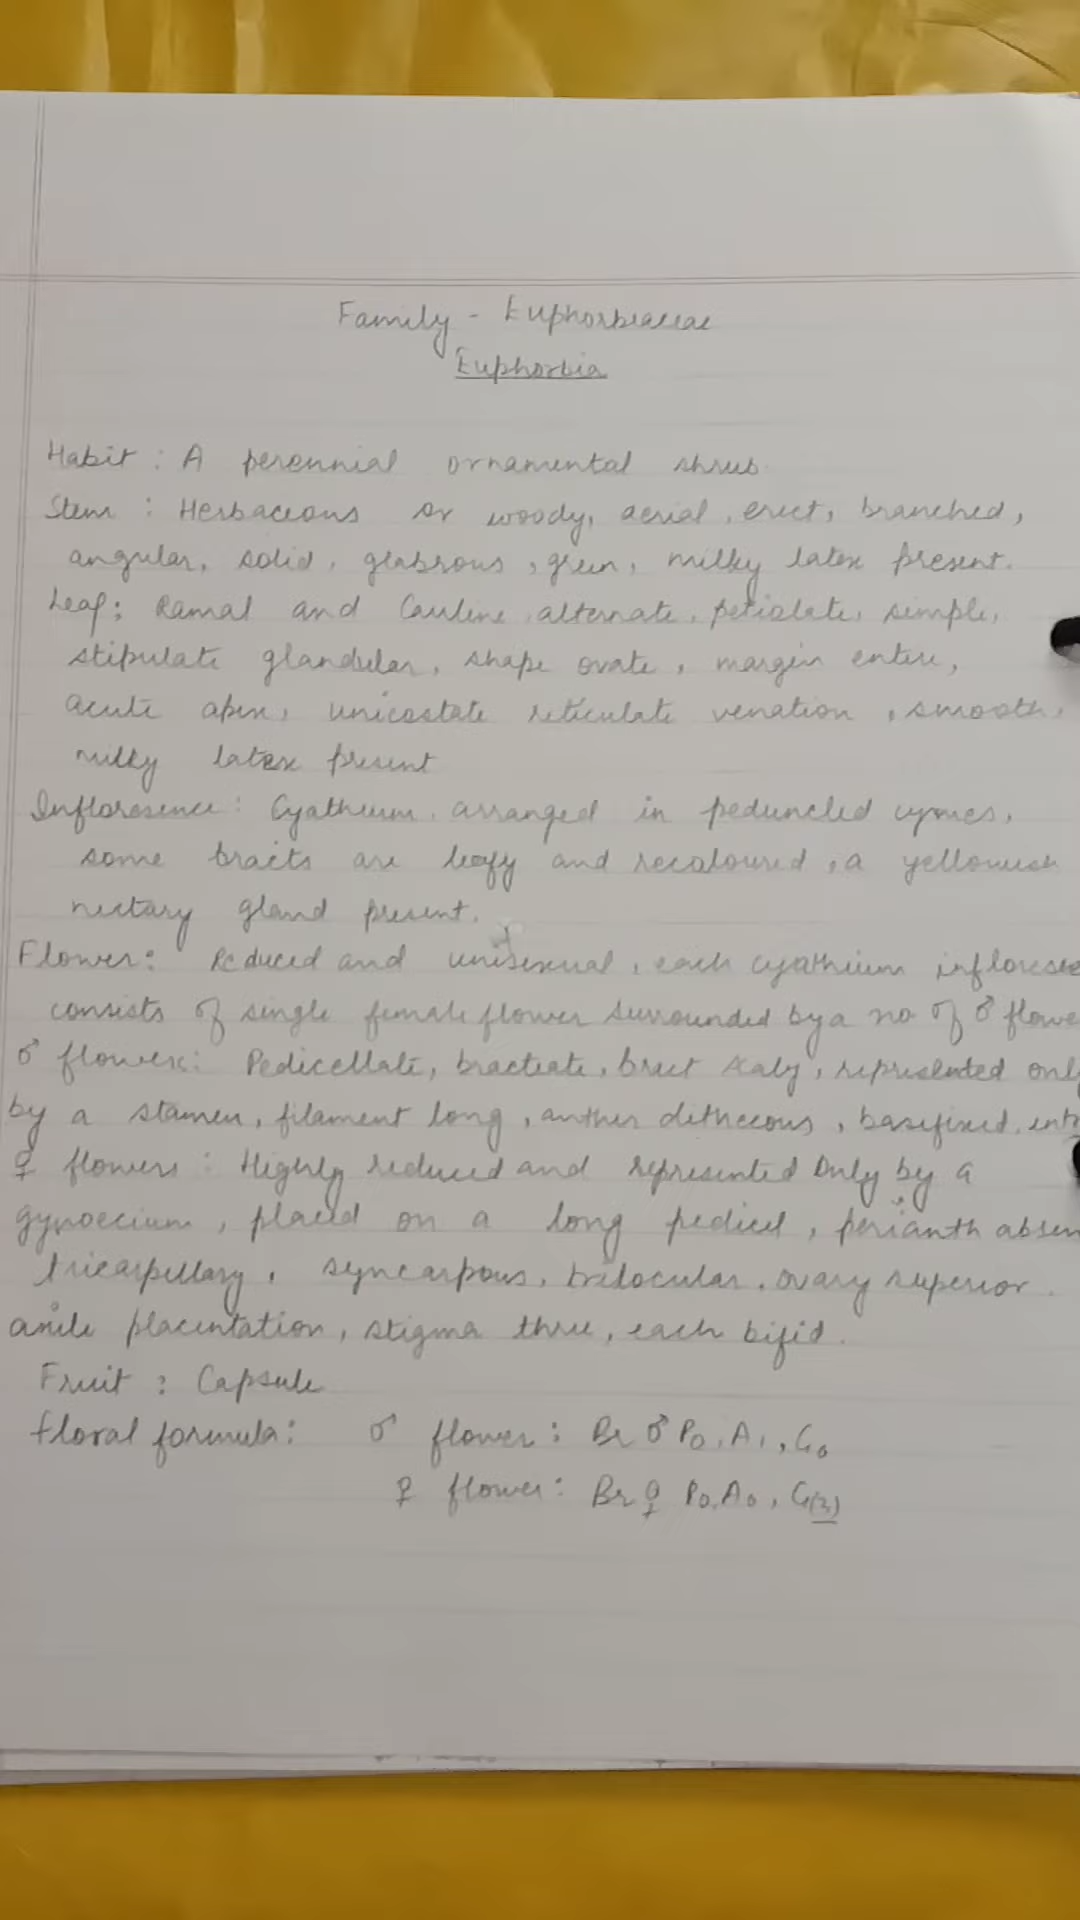 Family - Euphorbiaceae
Euphorbia
Habit : A perennial ornamental shrub.
Stem : Herbaceous or woody, aerial, erect, branched,
angular, solid, glabrous, green, milky latex present.
Leaf: Ramal and Cauline, alternate, petiolate, simple,
stipulate glandular, shape ovate, margin entire,
acute apex, unicostate reticulate venation, smooth,
milky latex present
Infloresence: Cyathium, arranged in peduncled cymes,
some bracts are leafy and recoloured, a yellowish
nectary gland present.
Flower: Reduced and unisexual, each cyathium inflorese
consists of single female flower surrounded by a no of ♂ flowe
♂ flowers: Pedicellate, bracteate, bract scaly, represented only
by a stamen, filament long, anther dithecous, basifixed, intr
♀ flowers : Highly reduced and represented Only by a
gynoecium, placed on a long pedicel, perianth absen
tricarpellary, syncarpous, trilocular, ovary superior.
axile placentation, stigma three, each bifid.
Fruit : Capsule
Floral formula: ♂ flower: Br ♂ P0, A1, G0
♀ flower: Br ♀ P0, A0, G(3)